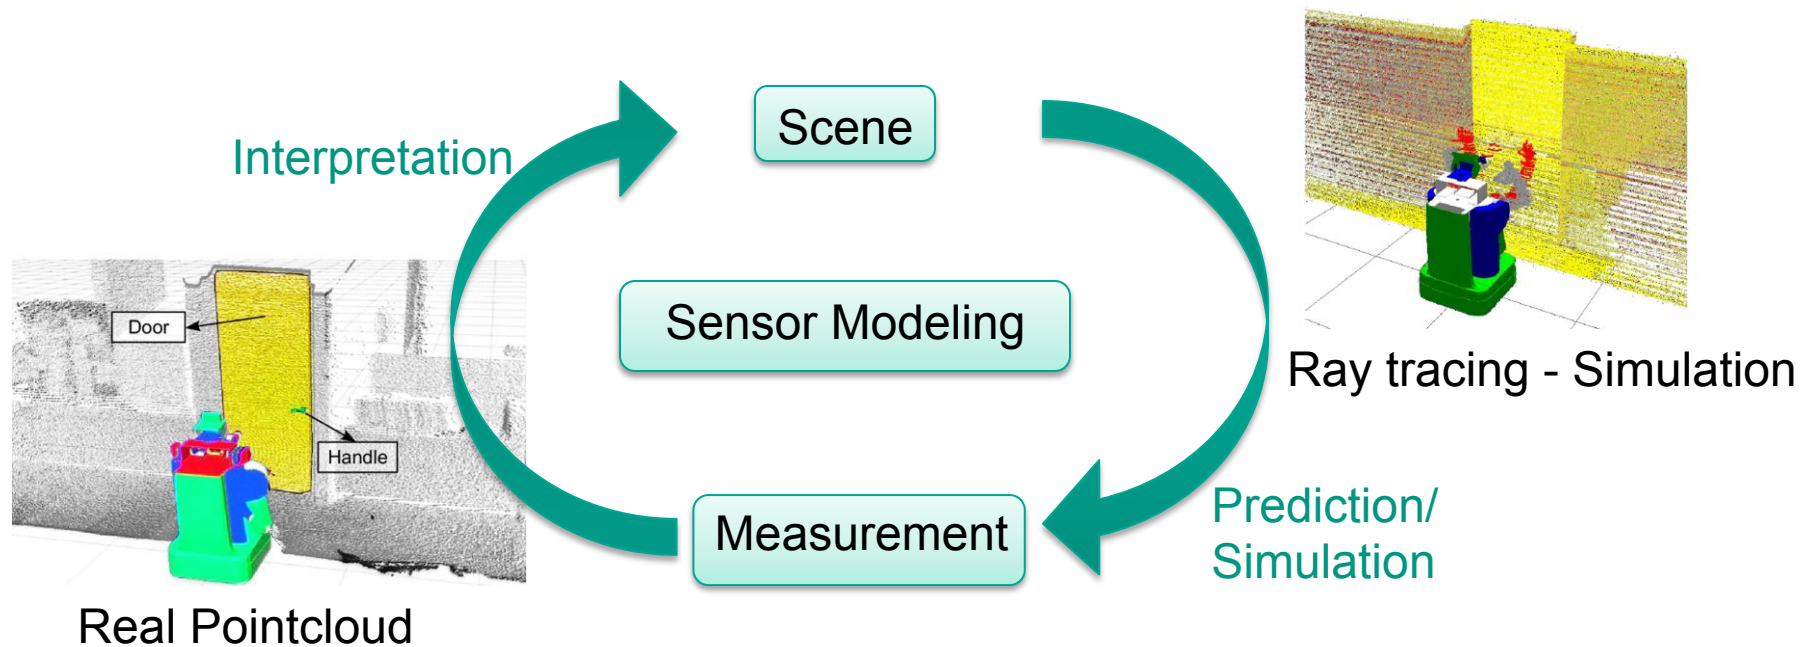 Scene
Interpretation
Sensor Modeling
Door
Handle
Ray tracing - Simulation
Measurement
Prediction/
Simulation
Real Pointcloud